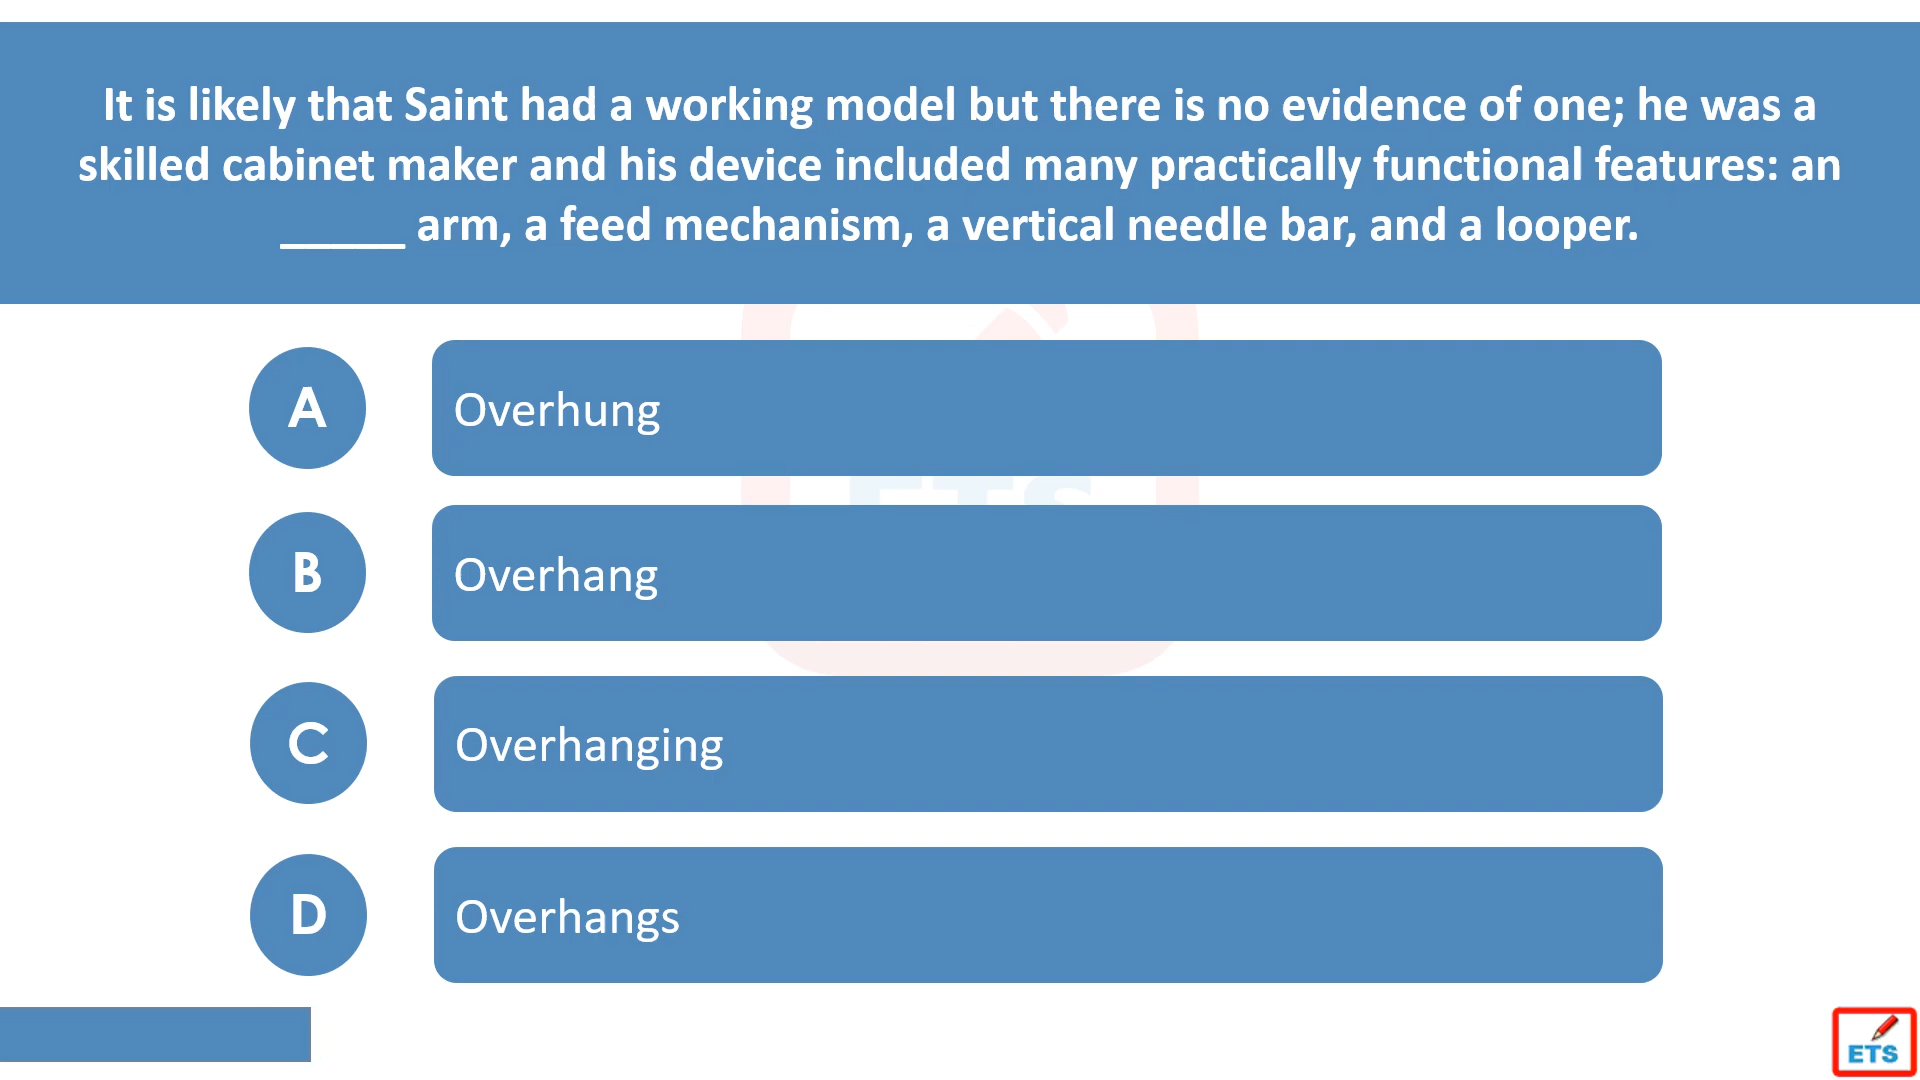 It is likely that Saint had a working model but there is no evidence of one; he was a
skilled cabinet maker and his device included many practically functional features: an
_____ arm, a feed mechanism, a vertical needle bar, and a looper.
A
Overhung
ETS
B
Overhang
C
Overhanging
D
Overhangs
ETS